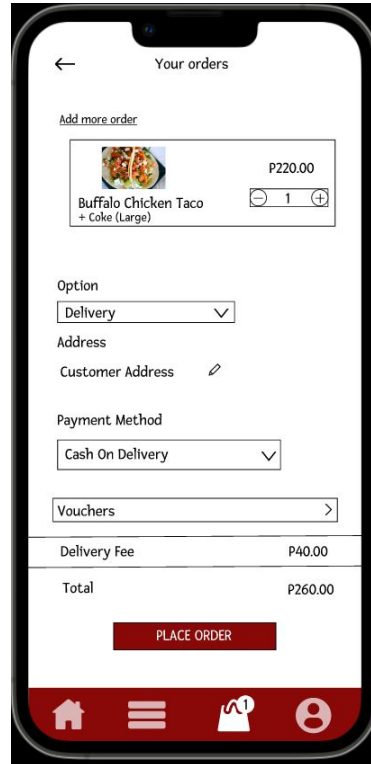 Your orders
Add more order
P220.00
Buffalo Chicken Taco
+ Coke (Large)
1
Option
Delivery
Address
Customer Address
Payment Method
Cash On Delivery
Vouchers
Delivery Fee P40.00
Total P260.00
PLACE ORDER
1